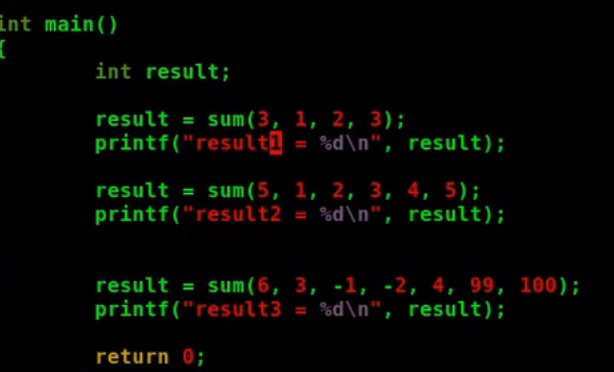 int main()
{
        int result;

        result = sum(3, 1, 2, 3);
        printf("result1 = %d\n", result);

        result = sum(5, 1, 2, 3, 4, 5);
        printf("result2 = %d\n", result);


        result = sum(6, 3, -1, -2, 4, 99, 100);
        printf("result3 = %d\n", result);

        return 0;